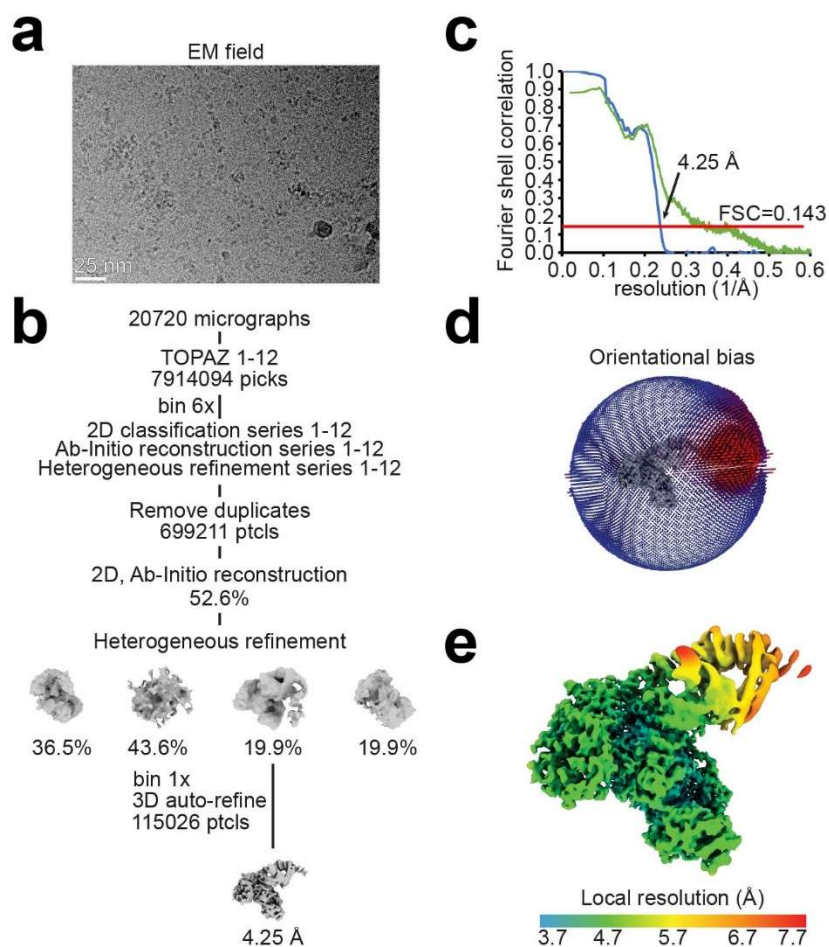 a
EM field
25 nm
b
20720 micrographs
TOPAZ 1-12
7914094 picks
bin 6x
2D classification series 1-12
Ab-Initio reconstruction series 1-12
Heterogeneous refinement series 1-12
Remove duplicates
699211 ptcls
2D, Ab-Initio reconstruction
52.6%
Heterogeneous refinement
36.5%
43.6%
19.9%
19.9%
bin 1x
3D auto-refine
115026 ptcls
4.25 Å
c
Fourier shell correlation
1.0
0.9
0.8
0.7
0.6
0.5
0.4
0.3
0.2
0.1
0.0
4.25 Å
FSC=0.143
0.0 0.1 0.2 0.3 0.4 0.5 0.6
resolution (1/Å)
d
Orientational bias
e
Local resolution (Å)
3.7 4.7 5.7 6.7 7.7